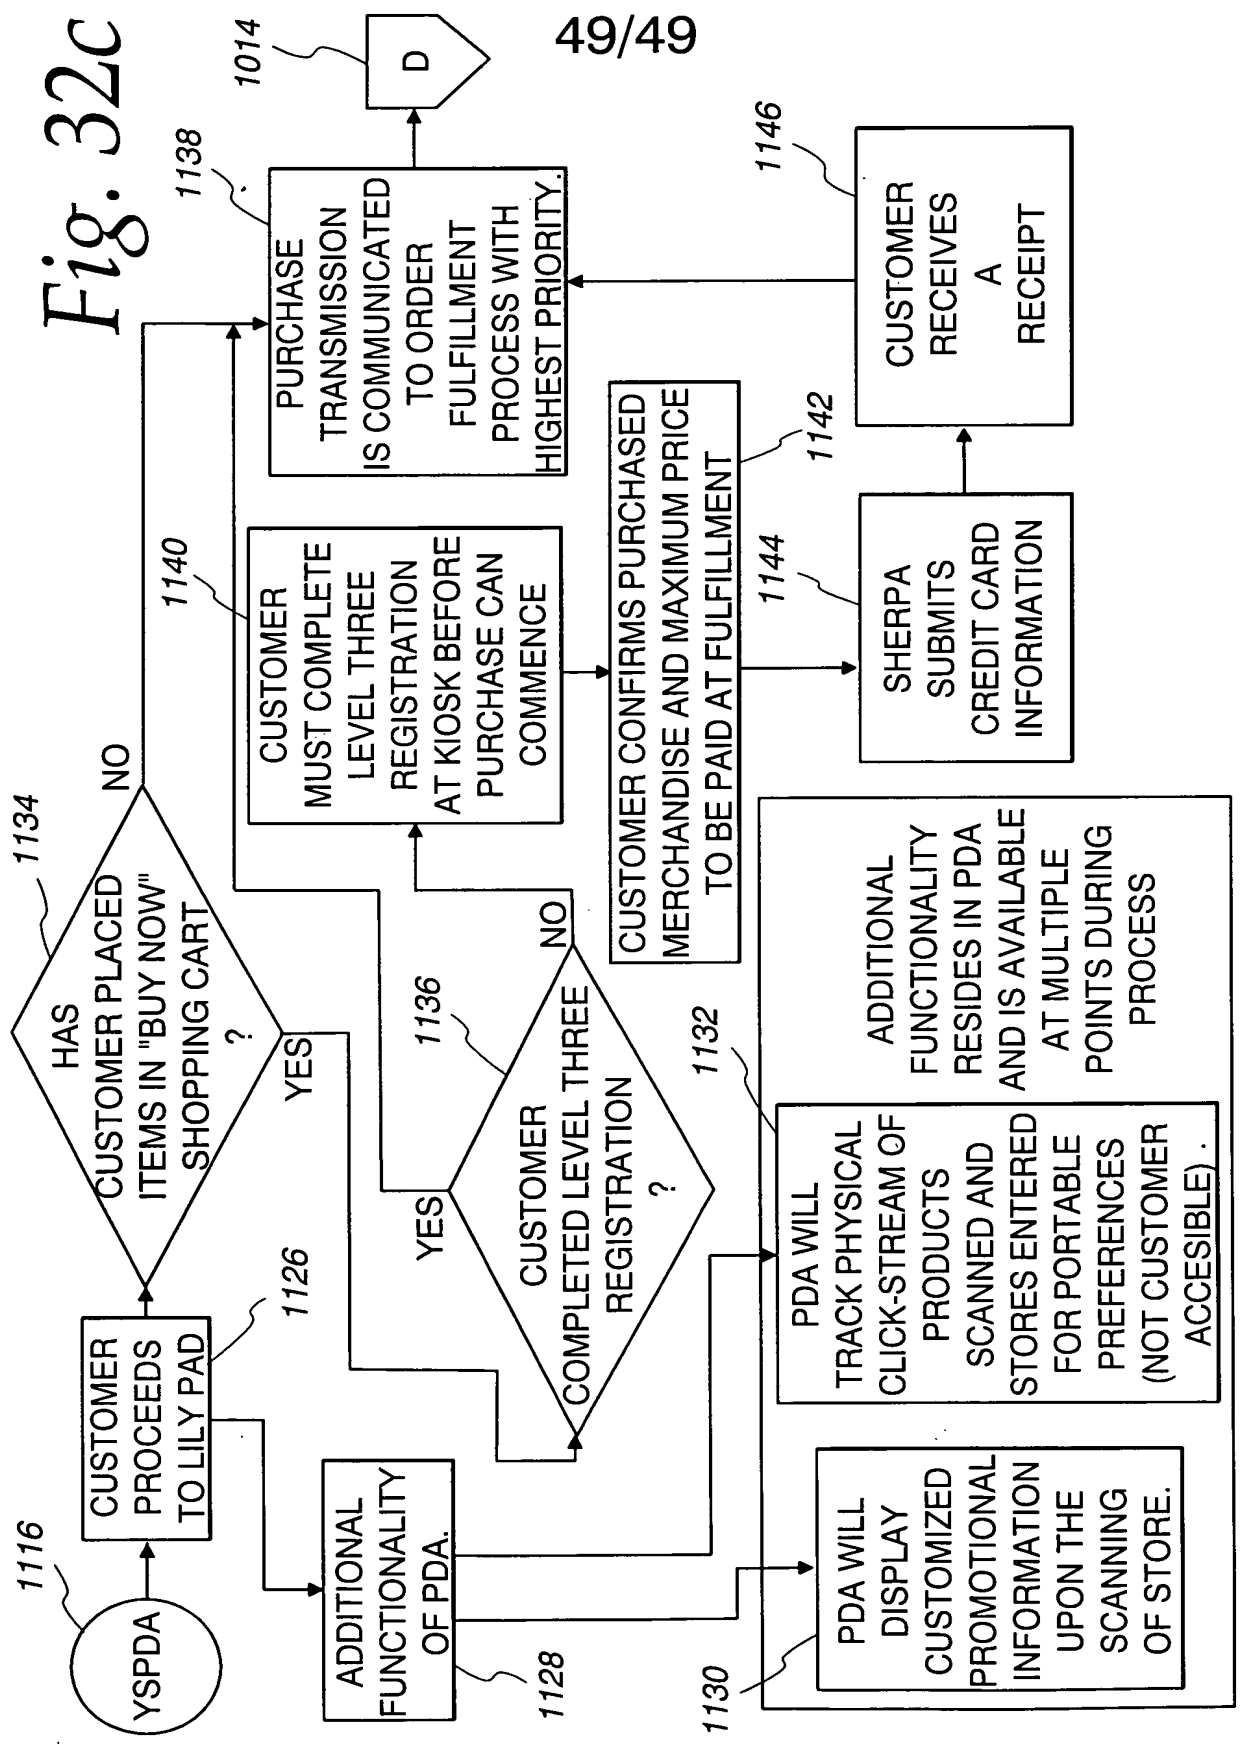 49/49
Fig. 32c
1116
YSPDA
CUSTOMER
PROCEEDS
TO LILY PAD
1126
1134
HAS
CUSTOMER PLACED
ITEMS IN "BUY NOW"
SHOPPING CART
?
NO
YES
1138
PURCHASE
TRANSMISSION
IS COMMUNICATED
TO ORDER
FULFILLMENT
PROCESS WITH
HIGHEST PRIORITY.
1014
D
1140
CUSTOMER
MUST COMPLETE
LEVEL THREE
REGISTRATION
AT KIOSK BEFORE
PURCHASE CAN
COMMENCE
1136
CUSTOMER
COMPLETED LEVEL THREE
REGISTRATION
?
YES
NO
ADDITIONAL
FUNCTIONALITY
OF PDA.
1128
CUSTOMER CONFIRMS PURCHASED
MERCHANDISE AND MAXIMUM PRICE
TO BE PAID AT FULFILLMENT
1142
1144
SHERPA
SUBMITS
CREDIT CARD
INFORMATION
1146
CUSTOMER
RECEIVES
A
RECEIPT
1130
PDA WILL
DISPLAY
CUSTOMIZED
PROMOTIONAL
INFORMATION
UPON THE
SCANNING
OF STORE.
1132
PDA WILL
TRACK PHYSICAL
CLICK-STREAM OF
PRODUCTS
SCANNED AND
STORES ENTERED
FOR PORTABLE
PREFERENCES
(NOT CUSTOMER
ACCESIBLE).
ADDITIONAL
FUNCTIONALITY
RESIDES IN PDA
AND IS AVAILABLE
AT MULTIPLE
POINTS DURING
PROCESS